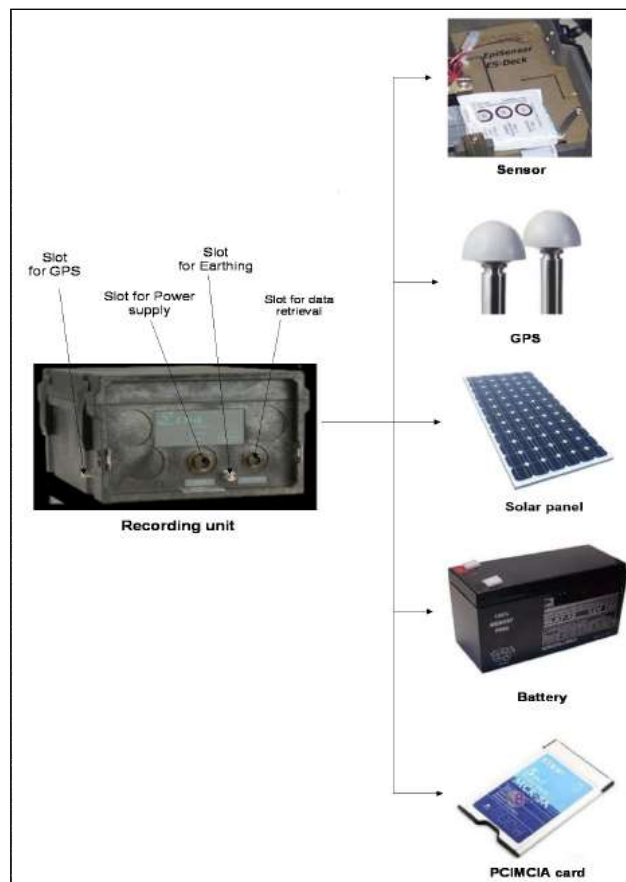 EpiSensor
ES-Deck
Sensor
Slot
for GPS
Slot
for Earthing
Slot for Power
supply
Slot for data
retrieval
GPS
Recording unit
Solar panel
Battery
PCIMCIA card